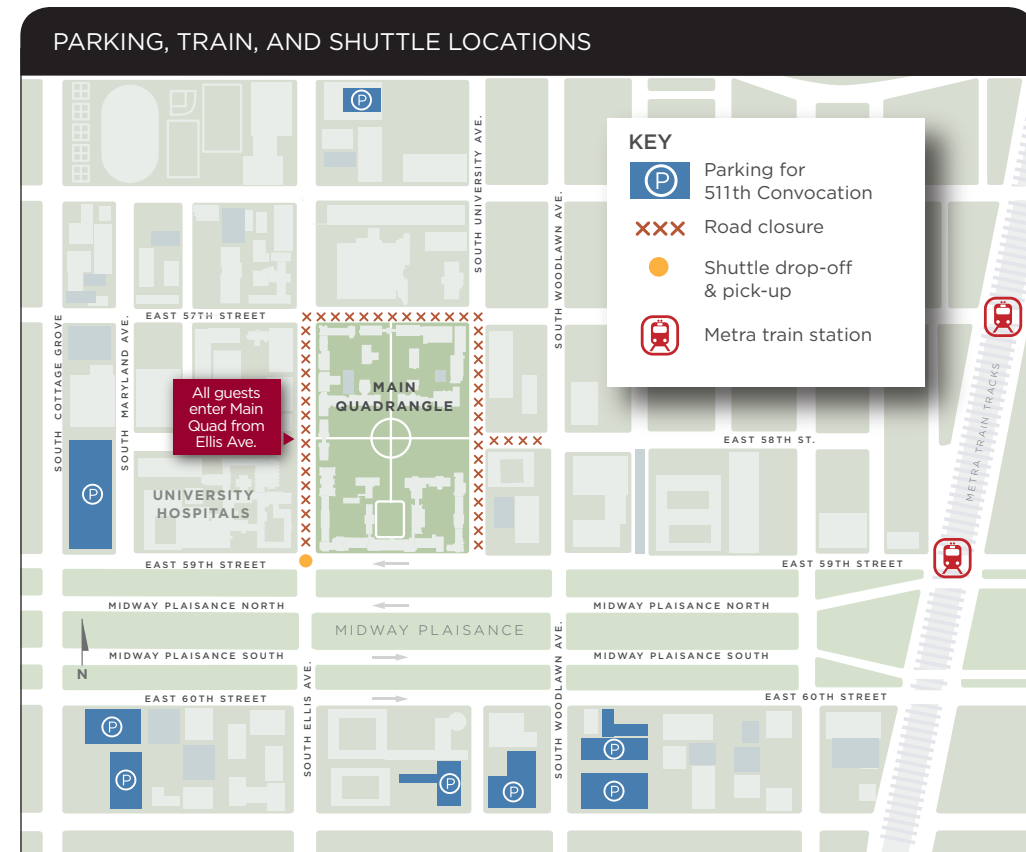 PARKING, TRAIN, AND SHUTTLE LOCATIONS
P
SOUTH UNIVERSITY AVE.
SOUTH WOODLAWN AVE.
KEY
P
Parking for
511th Convocation
XXX
Road closure
Shuttle drop-off
& pick-up
Metra train station
EAST 57TH STREET
SOUTH COTTAGE GROVE
SOUTH MARYLAND AVE.
All guests
enter Main
Quad from
Ellis Ave.
MAIN
QUADRANGLE
EAST 58TH ST.
METRA TRAIN TRACKS
P
UNIVERSITY
HOSPITALS
EAST 59TH STREET
EAST 59TH STREET
MIDWAY PLAISANCE NORTH
MIDWAY PLAISANCE NORTH
MIDWAY PLAISANCE
N
MIDWAY PLAISANCE SOUTH
MIDWAY PLAISANCE SOUTH
EAST 60TH STREET
EAST 60TH STREET
SOUTH ELLIS AVE.
SOUTH WOODLAWN AVE.
P
P
P
P
P
P